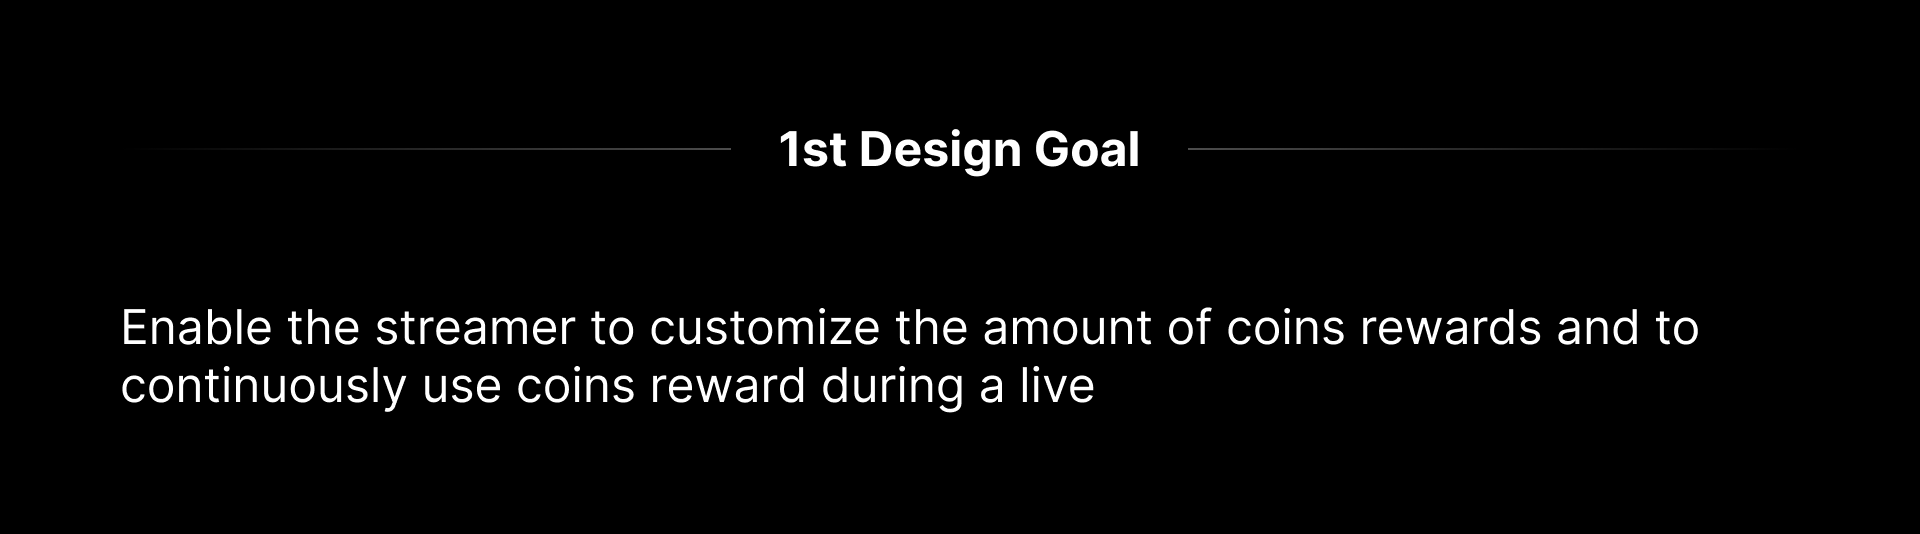 1st Design Goal
Enable the streamer to customize the amount of coins rewards and to
continuously use coins reward during a live